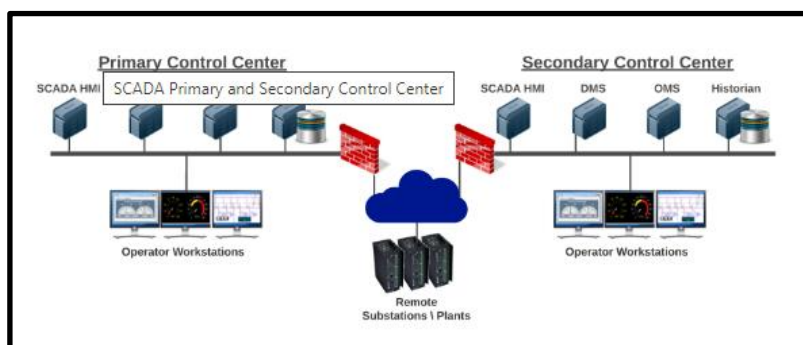 Primary Control Center
Secondary Control Center
SCADA HMI
SCADA Primary and Secondary Control Center
SCADA HMI
DMS
OMS
Historian
Operator Workstations
Operator Workstations
Remote
Substations \ Plants